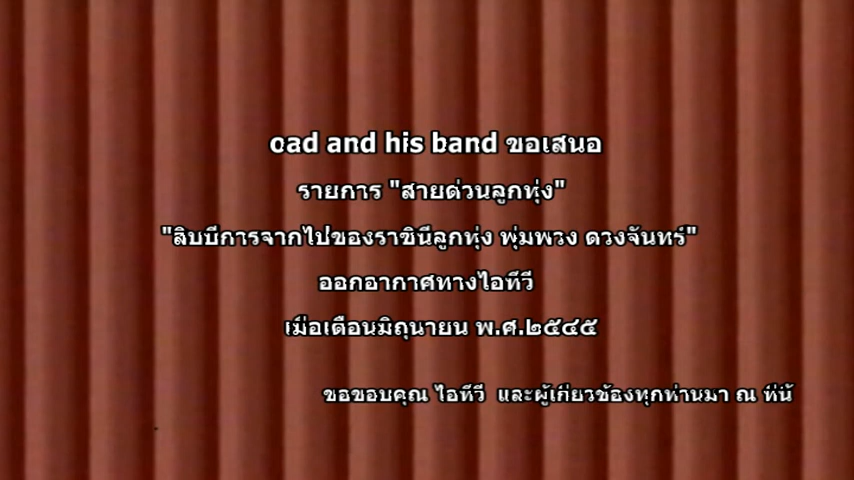 oad and his band ขอเสนอ
รายการ "สายด่วนลูกทุ่ง"
"สิบปีการจากไปของราชินีลูกทุ่ง พุ่มพวง ดวงจันทร์"
ออกอากาศทางไอทีวี
เมื่อเดือนมิถุนายน พ.ศ.๒๕๔๕
ขอขอบคุณ ไอทีวี และผู้เกี่ยวข้องทุกท่านมา ณ ที่นี้